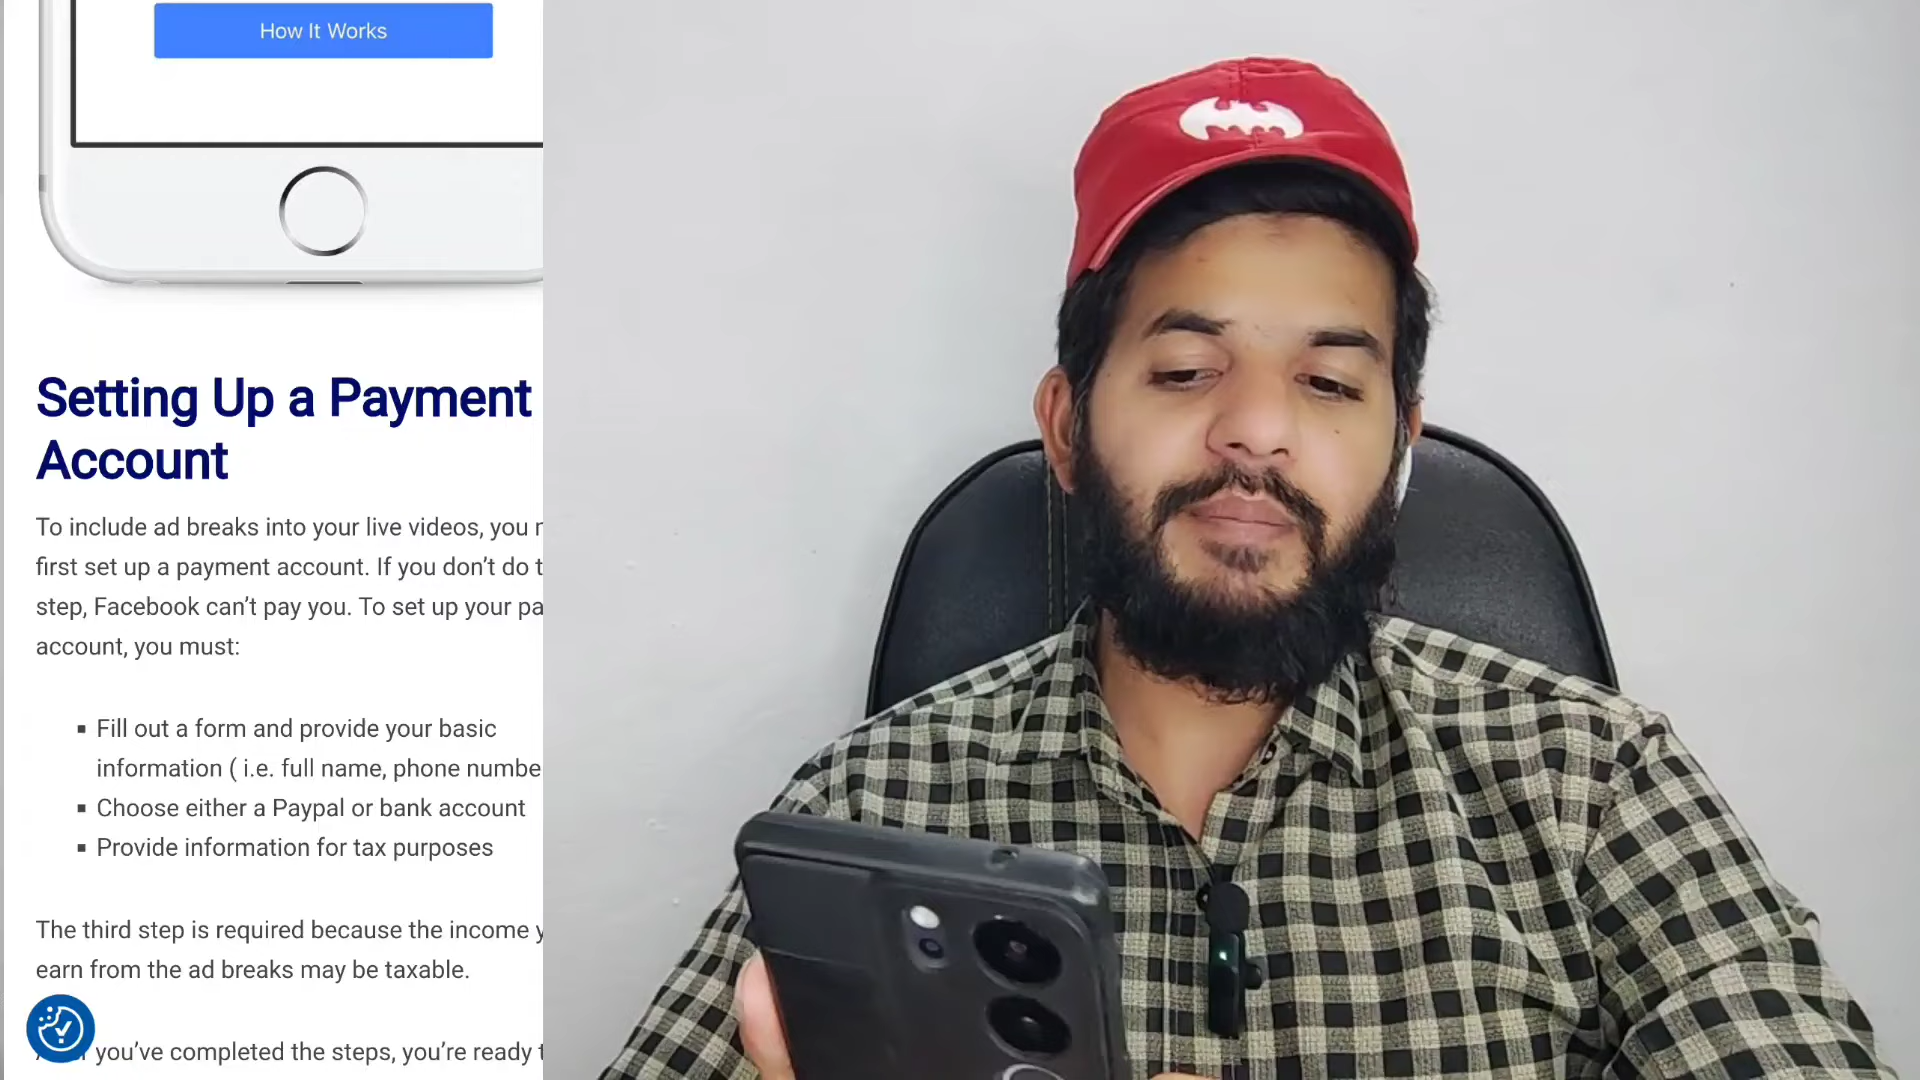 How It Works
Setting Up a Payment
Account
To include ad breaks into your live videos, you
first set up a payment account. If you don’t do
step, Facebook can’t pay you. To set up your
account, you must:
▪ Fill out a form and provide your basic
information ( i.e. full name, phone
▪ Choose either a Paypal or bank account
▪ Provide information for tax purposes
The third step is required because the income
earn from the ad breaks may be taxable.
you’ve completed the steps, you’re ready